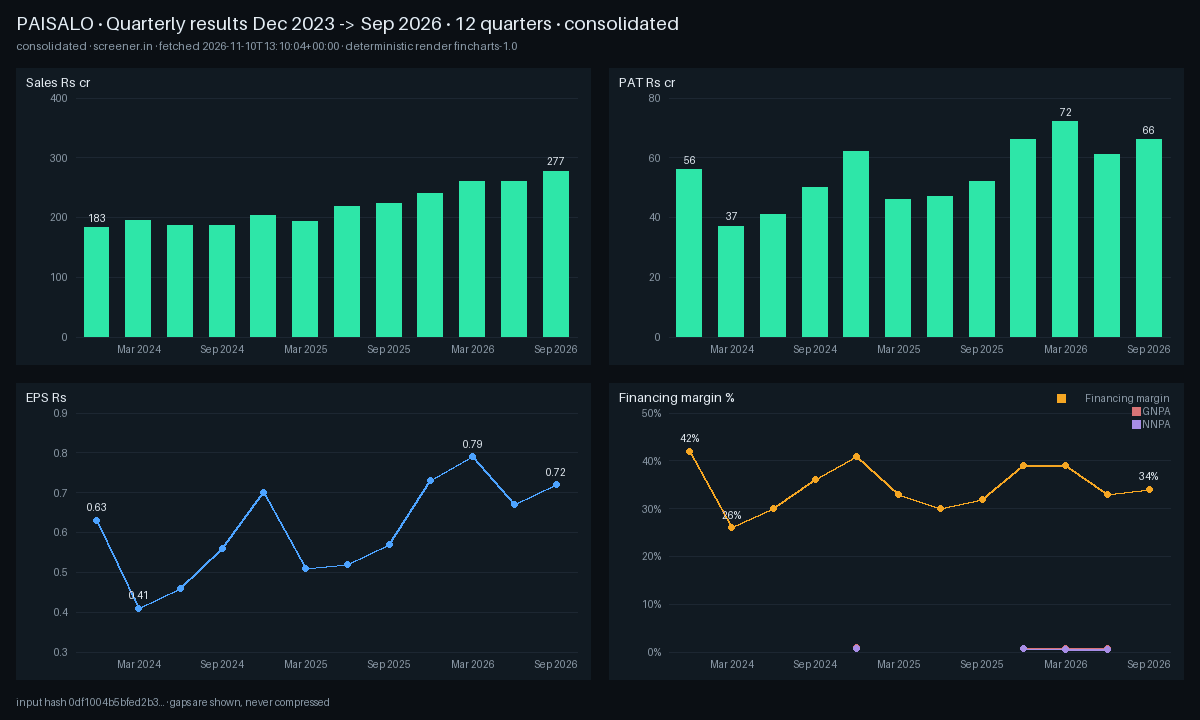 PAISALO · Quarterly results Dec 2023 -> Sep 2026 · 12 quarters · consolidated
consolidated · screener.in · fetched 2026-11-10T13:10:04+00:00 · deterministic render fincharts-1.0
Sales Rs cr
400
300
200
100
0
183
277
Mar 2024
Sep 2024
Mar 2025
Sep 2025
Mar 2026
Sep 2026
PAT Rs cr
80
60
40
20
0
56
37
72
66
Mar 2024
Sep 2024
Mar 2025
Sep 2025
Mar 2026
Sep 2026
EPS Rs
0.9
0.8
0.7
0.6
0.5
0.4
0.3
0.63
0.41
0.79
0.72
Mar 2024
Sep 2024
Mar 2025
Sep 2025
Mar 2026
Sep 2026
Financing margin %
Financing margin
GNPA
NNPA
50%
40%
30%
20%
10%
0%
42%
26%
34%
Mar 2024
Sep 2024
Mar 2025
Sep 2025
Mar 2026
Sep 2026
input hash 0df1004b5bfed2b3… · gaps are shown, never compressed